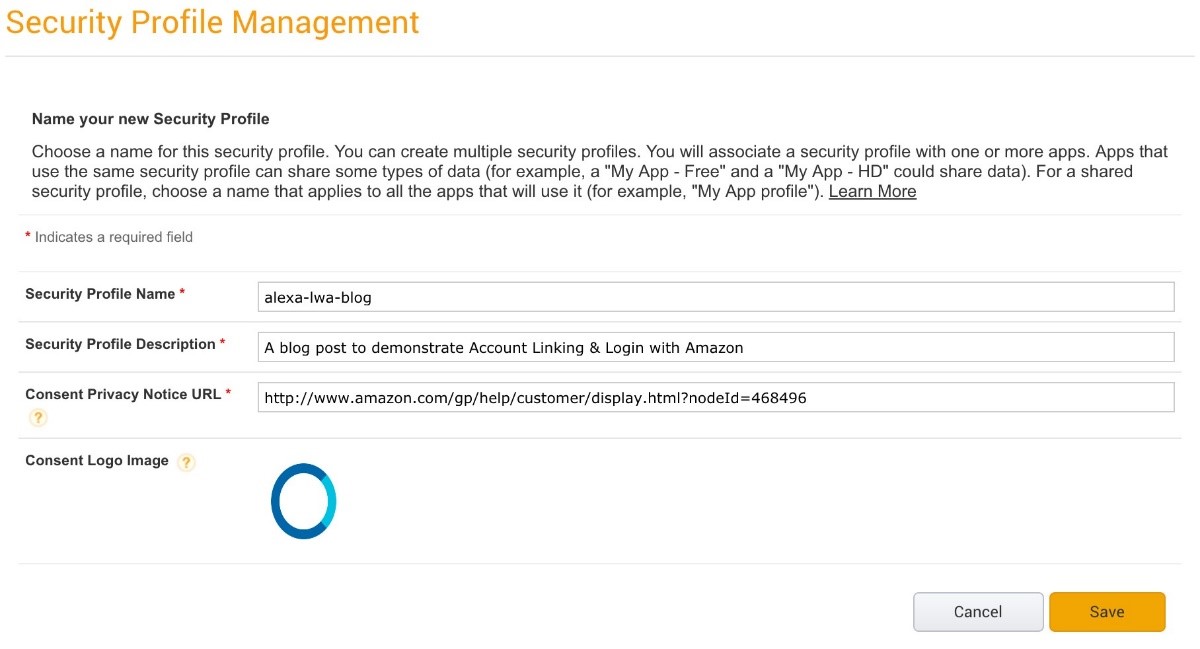 Security Profile Management
Name your new Security Profile
Choose a name for this security profile. You can create multiple security profiles. You will associate a security profile with one or more apps. Apps that
use the same security profile can share some types of data (for example, a "My App - Free" and a "My App - HD" could share data). For a shared
security profile, choose a name that applies to all the apps that will use it (for example, "My App profile"). Learn More
* Indicates a required field
Security Profile Name * alexa-lwa-blog
Security Profile Description * A blog post to demonstrate Account Linking & Login with Amazon
Consent Privacy Notice URL * http://www.amazon.com/gp/help/customer/display.html?nodeId=468496
?
Consent Logo Image ?
Cancel Save